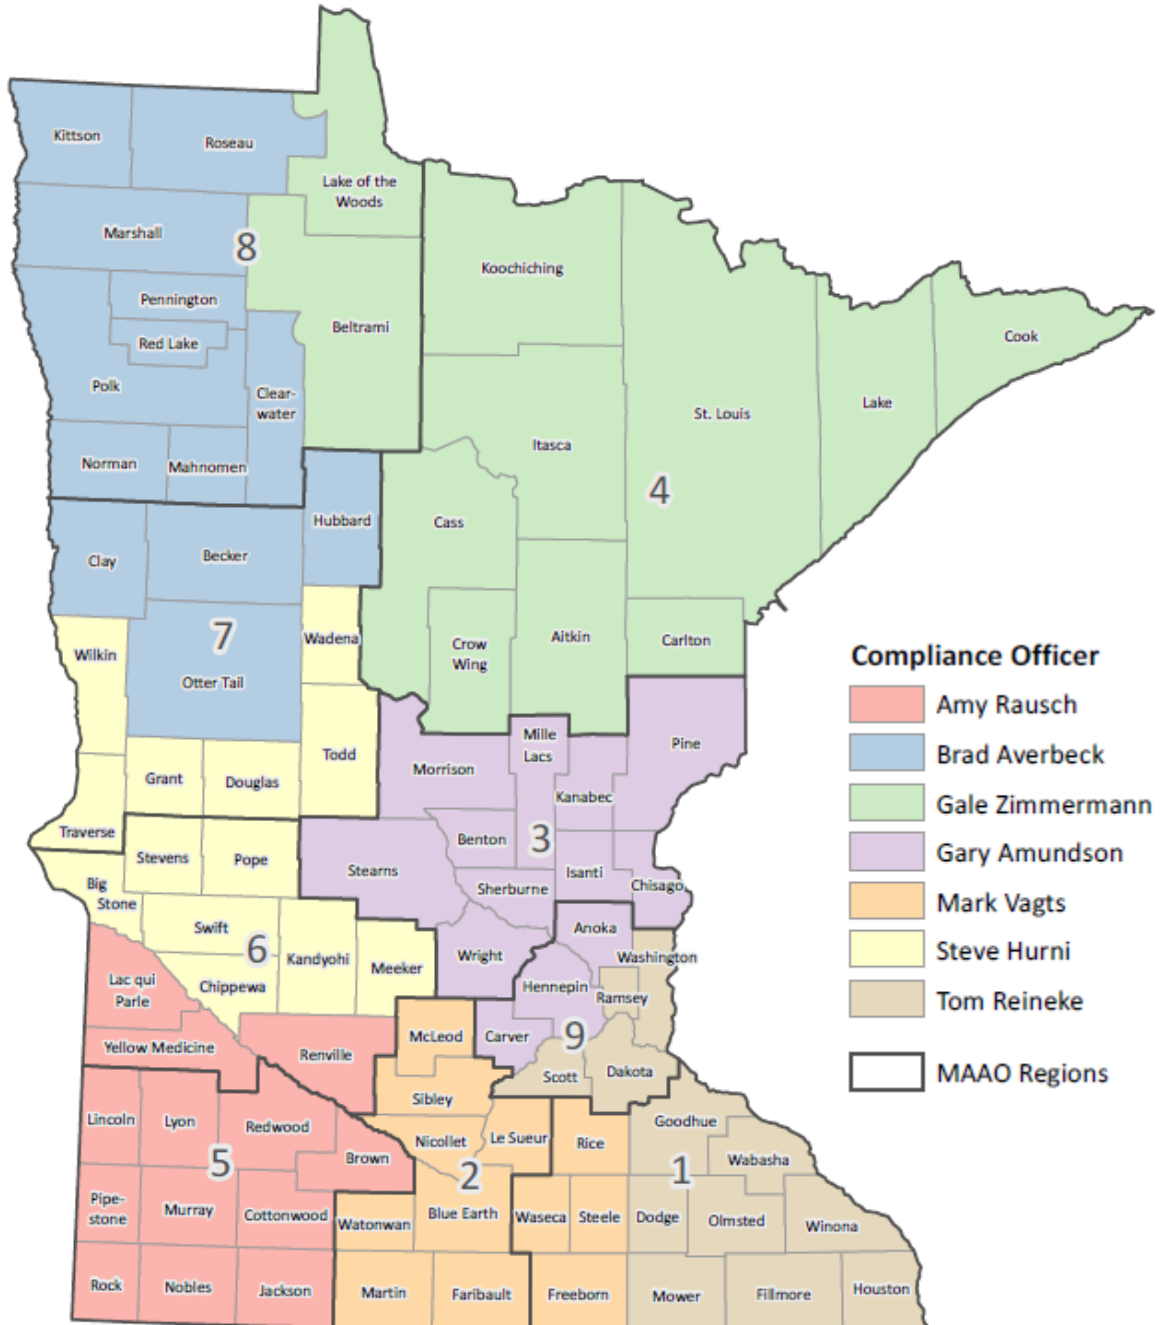 Kittson
Roseau
Lake of the
Woods
Marshall
8
Koochiching
Pennington
Beltrami
Cook
Red Lake
Polk
Clear-
water
Lake
St. Louis
Itasca
Norman
Mahnomen
4
Hubbard
Cass
Becker
Clay
7
Wadena
Aitkin
Carlton
Crow
Wing
Wilkin
Otter Tail
Mille
Lacs
Pine
Todd
Morrison
Grant
Douglas
Kanabec
Traverse
Benton
3
Stevens
Pope
Stearns
Isanti
Sherburne
Chisago
Big
Stone
Swift
Anoka
6
Wright
Washington
Kandyohi
Meeker
Lac qui
Parle
Chippewa
Hennepin
Ramsey
McLeod
Carver
9
Yellow Medicine
Renville
Scott
Dakota
Sibley
Lincoln
Lyon
Redwood
Goodhue
Nicollet
Le Sueur
Rice
5
Brown
2
1
Wabasha
Pipe-
stone
Murray
Cottonwood
Watonwan
Blue Earth
Waseca
Steele
Dodge
Olmsted
Winona
Rock
Nobles
Jackson
Martin
Faribault
Freeborn
Mower
Fillmore
Houston
Compliance Officer
Amy Rausch
Brad Averbeck
Gale Zimmermann
Gary Amundson
Mark Vagts
Steve Hurni
Tom Reineke
MAAO Regions